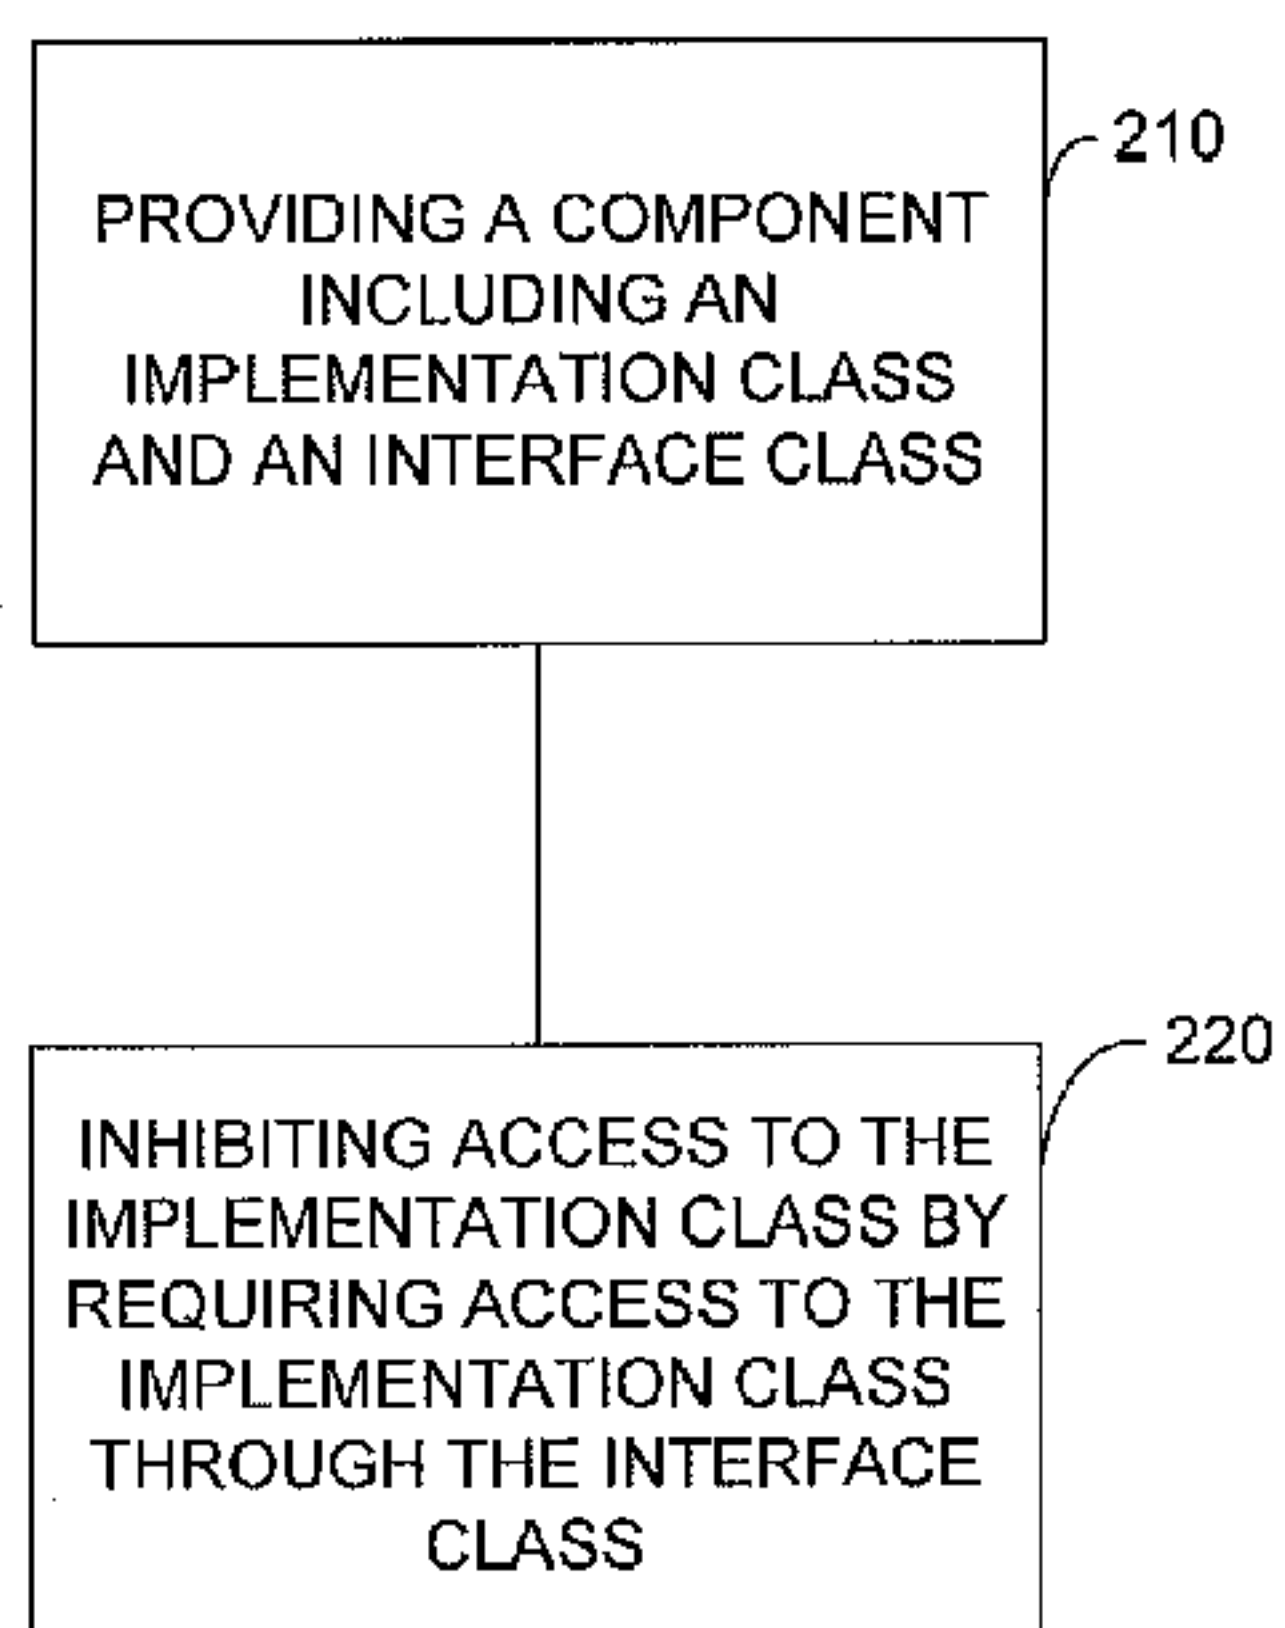 210
PROVIDING A COMPONENT
INCLUDING AN
IMPLEMENTATION CLASS
AND AN INTERFACE CLASS
220
INHIBITING ACCESS TO THE
IMPLEMENTATION CLASS BY
REQUIRING ACCESS TO THE
IMPLEMENTATION CLASS
THROUGH THE INTERFACE
CLASS